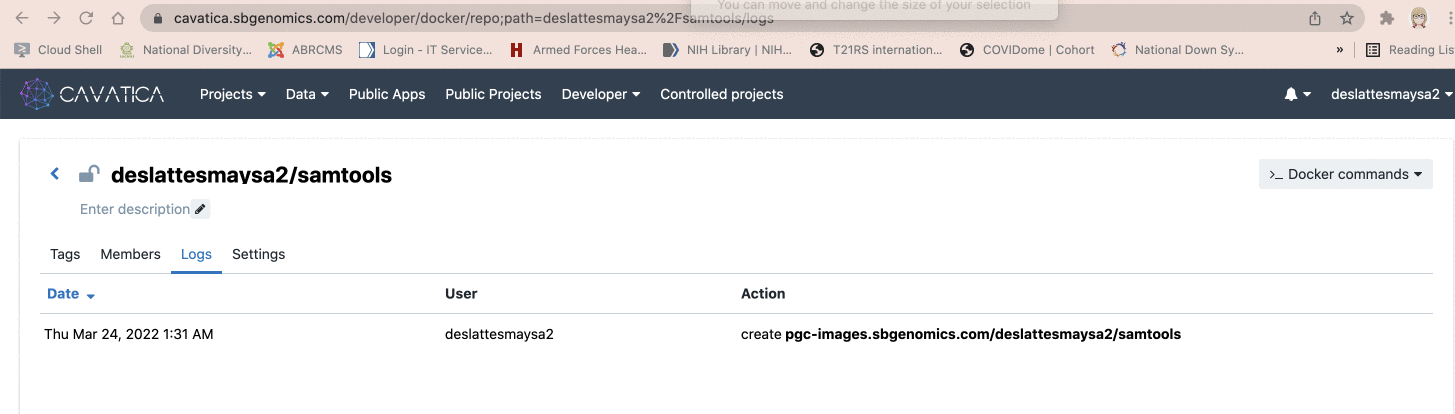 You can move and change the size of your selection
cavatica.sbgenomics.com/developer/docker/repo;path=deslattesmaysa2%2Fsamtools/logs
Cloud Shell National Diversity... ABRCMS Login - IT Service... Armed Forces Hea... NIH Library | NIH... T21RS internation... COVIDome | Cohort National Down Sy... » Reading Lis
CAVATICA Projects Data Public Apps Public Projects Developer Controlled projects deslattesmaysa2
deslattesmaysa2/samtools >_ Docker commands
Enter description
Tags Members Logs Settings
Date User Action
Thu Mar 24, 2022 1:31 AM deslattesmaysa2 create pgc-images.sbgenomics.com/deslattesmaysa2/samtools